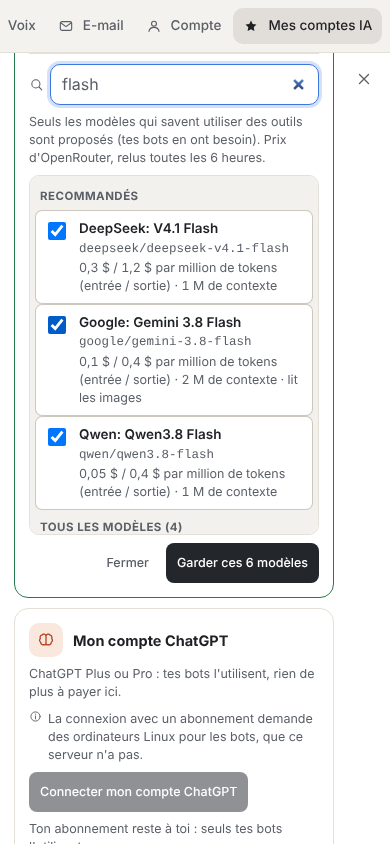 Voix E-mail Compte Mes comptes IA
flash
Seuls les modèles qui savent utiliser des outils
sont proposés (tes bots en ont besoin). Prix
d'OpenRouter, relus toutes les 6 heures.
RECOMMANDÉS
DeepSeek: V4.1 Flash
deepseek/deepseek-v4.1-flash
0,3 $ / 1,2 $ par million de tokens
(entrée / sortie) · 1 M de contexte
Google: Gemini 3.8 Flash
google/gemini-3.8-flash
0,1 $ / 0,4 $ par million de tokens
(entrée / sortie) · 2 M de contexte · lit
les images
Qwen: Qwen3.8 Flash
qwen/qwen3.8-flash
0,05 $ / 0,4 $ par million de tokens
(entrée / sortie) · 1 M de contexte
TOUS LES MODÈLES (4)
Fermer Garder ces 6 modèles
Mon compte ChatGPT
ChatGPT Plus ou Pro : tes bots l'utilisent, rien de
plus à payer ici.
La connexion avec un abonnement demande
des ordinateurs Linux pour les bots, que ce
serveur n'a pas.
Connecter mon compte ChatGPT
Ton abonnement reste à toi : seuls tes bots